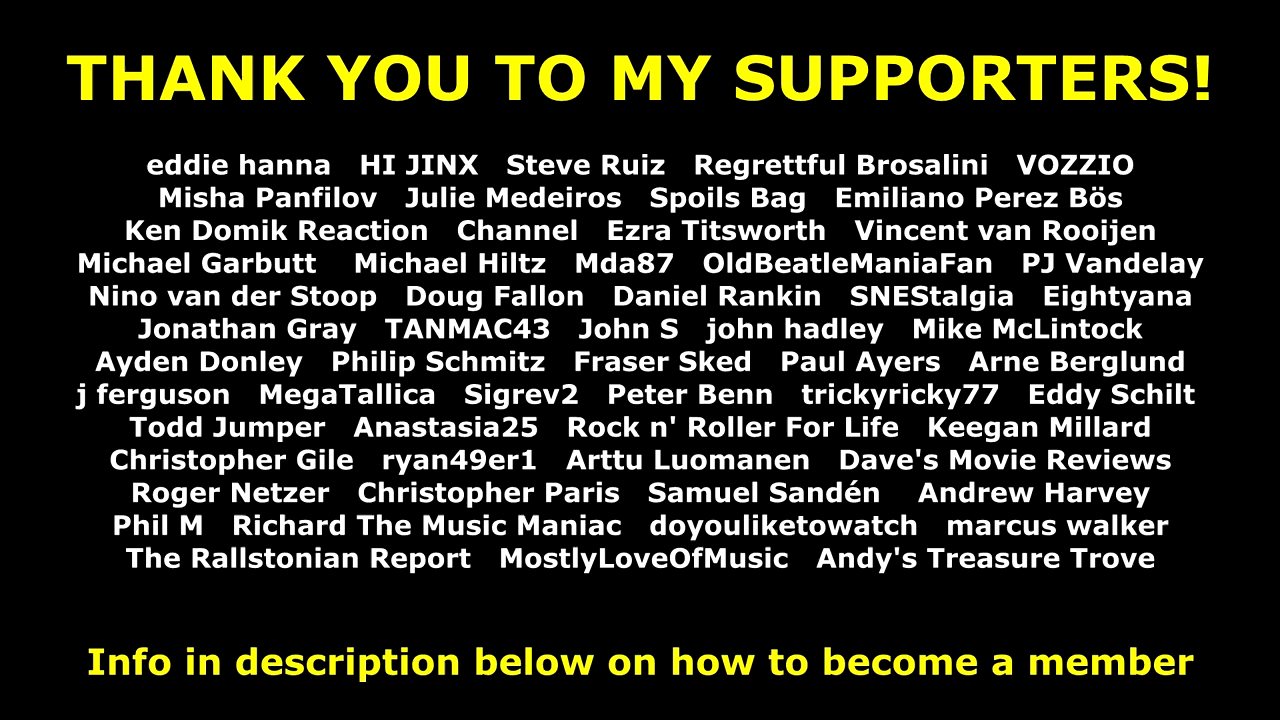 THANK YOU TO MY SUPPORTERS!
eddie hanna HI JINX Steve Ruiz Regrettful Brosalini VOZZIO
Misha Panfilov Julie Medeiros Spoils Bag Emiliano Perez Bös
Ken Domik Reaction Channel Ezra Titsworth Vincent van Rooijen
Michael Garbutt Michael Hiltz Mda87 OldBeatleManiaFan PJ Vandelay
Nino van der Stoop Doug Fallon Daniel Rankin SNEStalgia Eightyana
Jonathan Gray TANMAC43 John S john hadley Mike McLintock
Ayden Donley Philip Schmitz Fraser Sked Paul Ayers Arne Berglund
j ferguson MegaTallica Sigrev2 Peter Benn trickyricky77 Eddy Schilt
Todd Jumper Anastasia25 Rock n' Roller For Life Keegan Millard
Christopher Gile ryan49er1 Arttu Luomanen Dave's Movie Reviews
Roger Netzer Christopher Paris Samuel Sandén Andrew Harvey
Phil M Richard The Music Maniac doyouliketowatch marcus walker
The Rallstonian Report MostlyLoveOfMusic Andy's Treasure Trove
Info in description below on how to become a member